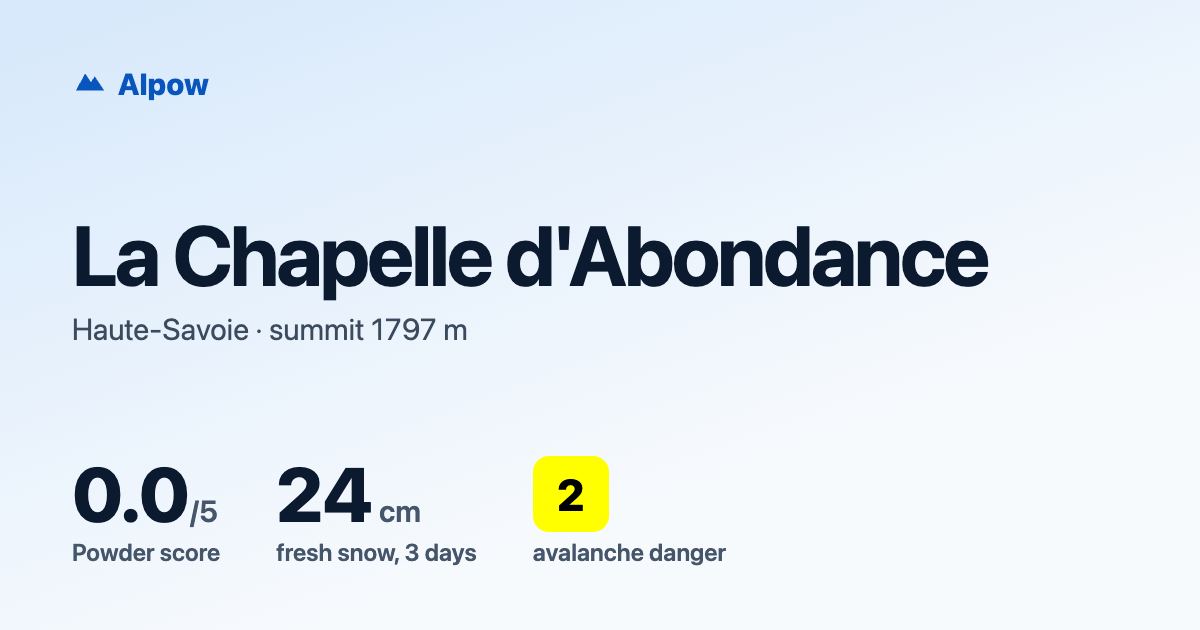 Alpow
La Chapelle d'Abondance
Haute-Savoie · summit 1797 m
0.0/5 24 cm 2
Powder score fresh snow, 3 days avalanche danger